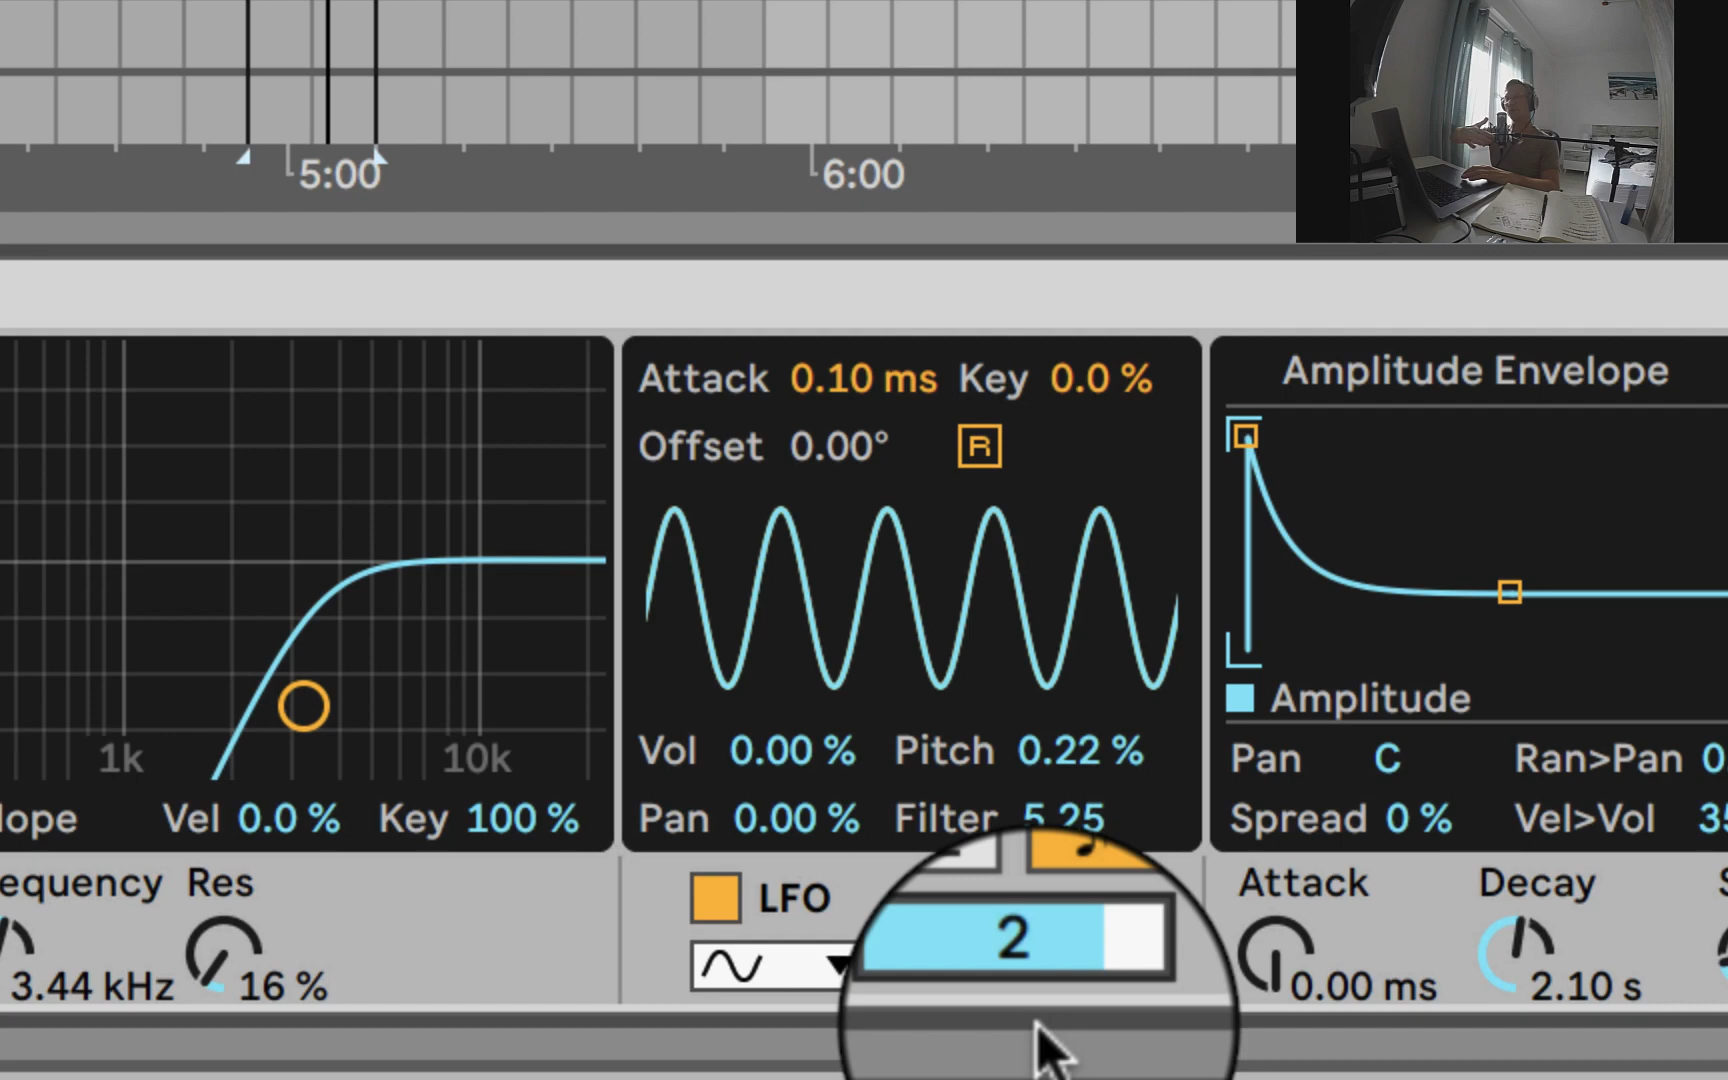 5:00 6:00
Attack 0.10 ms Key 0.0 % Amplitude Envelope
Offset 0.00° R
Amplitude
1k 10k Vol 0.00 % Pitch 0.22 % Pan C Ran>Pan 0
lope Vel 0.0 % Key 100 % Pan 0.00 % Filter 5.25 Spread 0 % Vel>Vol 35
equency Res LFO Attack Decay S
2
3.44 kHz 16 % 0.00 ms 2.10 s